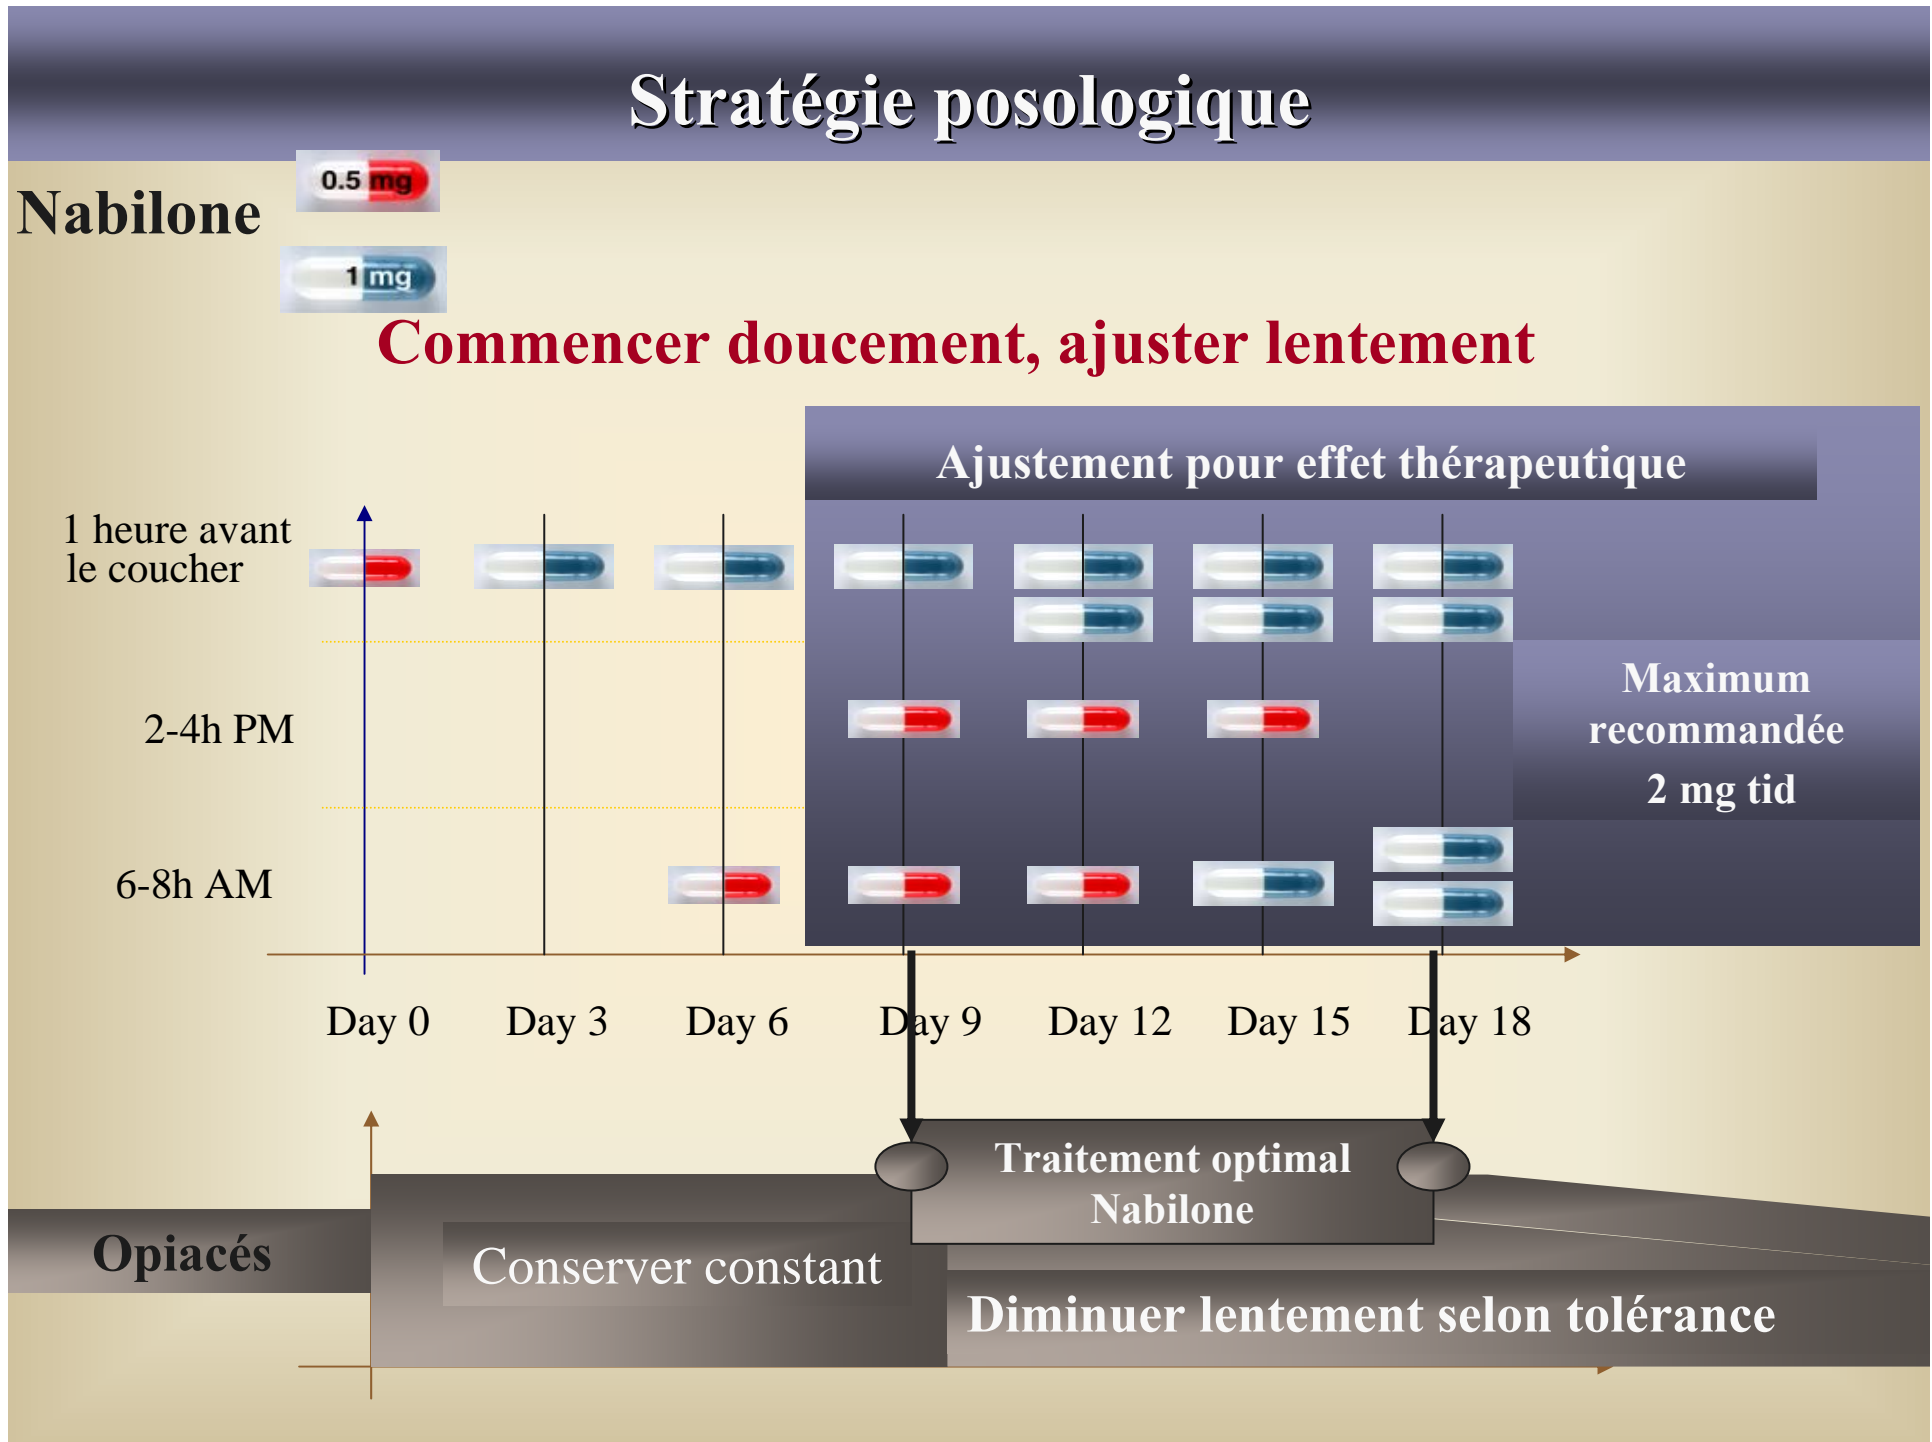 Stratégie posologique
Nabilone
0.5 mg
1 mg
Commencer doucement, ajuster lentement
Ajustement pour effet thérapeutique
1 heure avant
le coucher
2-4h PM
6-8h AM
Maximum
recommandée
2 mg tid
Day 0
Day 3
Day 6
Day 9
Day 12
Day 15
Day 18
Traitement optimal
Nabilone
Opiacés
Conserver constant
Diminuer lentement selon tolérance